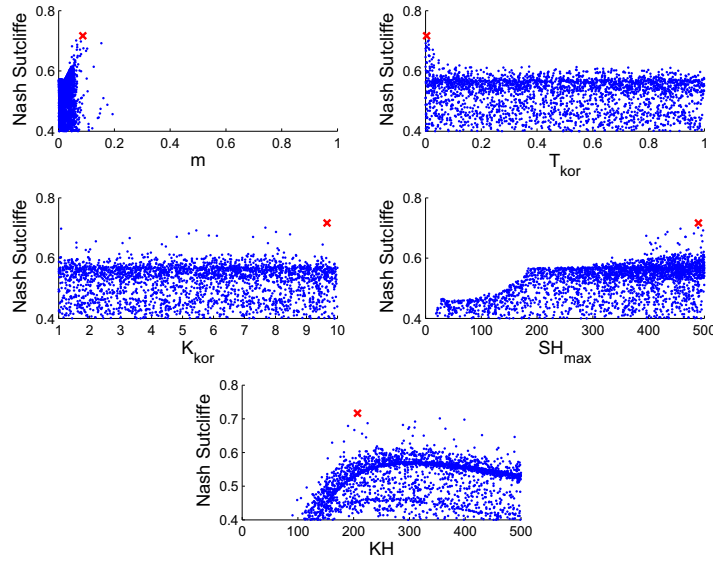 Nash Sutcliffe
0.8
0.6
0.4
0 0.2 0.4 0.6 0.8 1
m
Nash Sutcliffe
0.8
0.6
0.4
0 0.2 0.4 0.6 0.8 1
T_kor
Nash Sutcliffe
0.8
0.6
0.4
1 2 3 4 5 6 7 8 9 10
K_kor
Nash Sutcliffe
0.8
0.6
0.4
0 100 200 300 400 500
SH_max
Nash Sutcliffe
0.8
0.7
0.6
0.5
0.4
0 100 200 300 400 500
KH